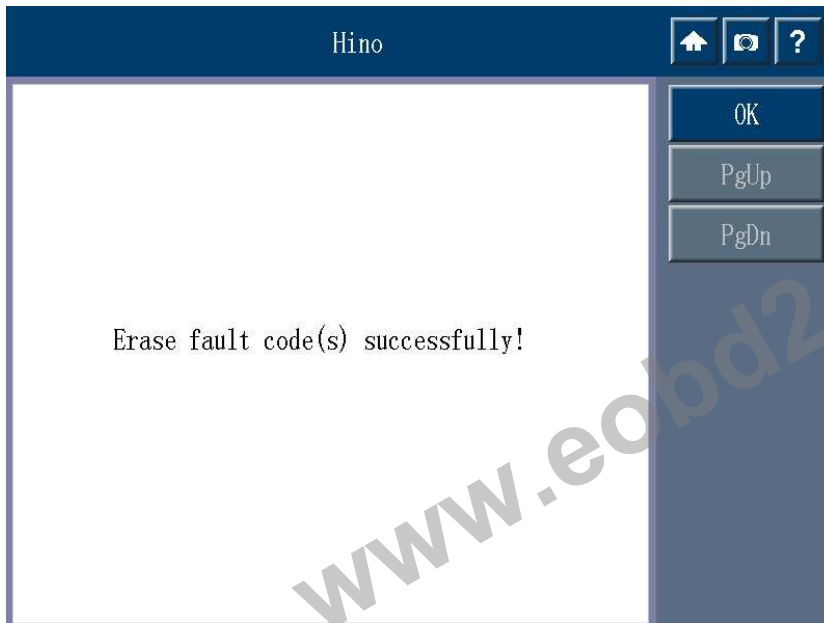 Hino
?
OK
PgUp
PgDn
Erase fault code(s) successfully!
www.eobd2